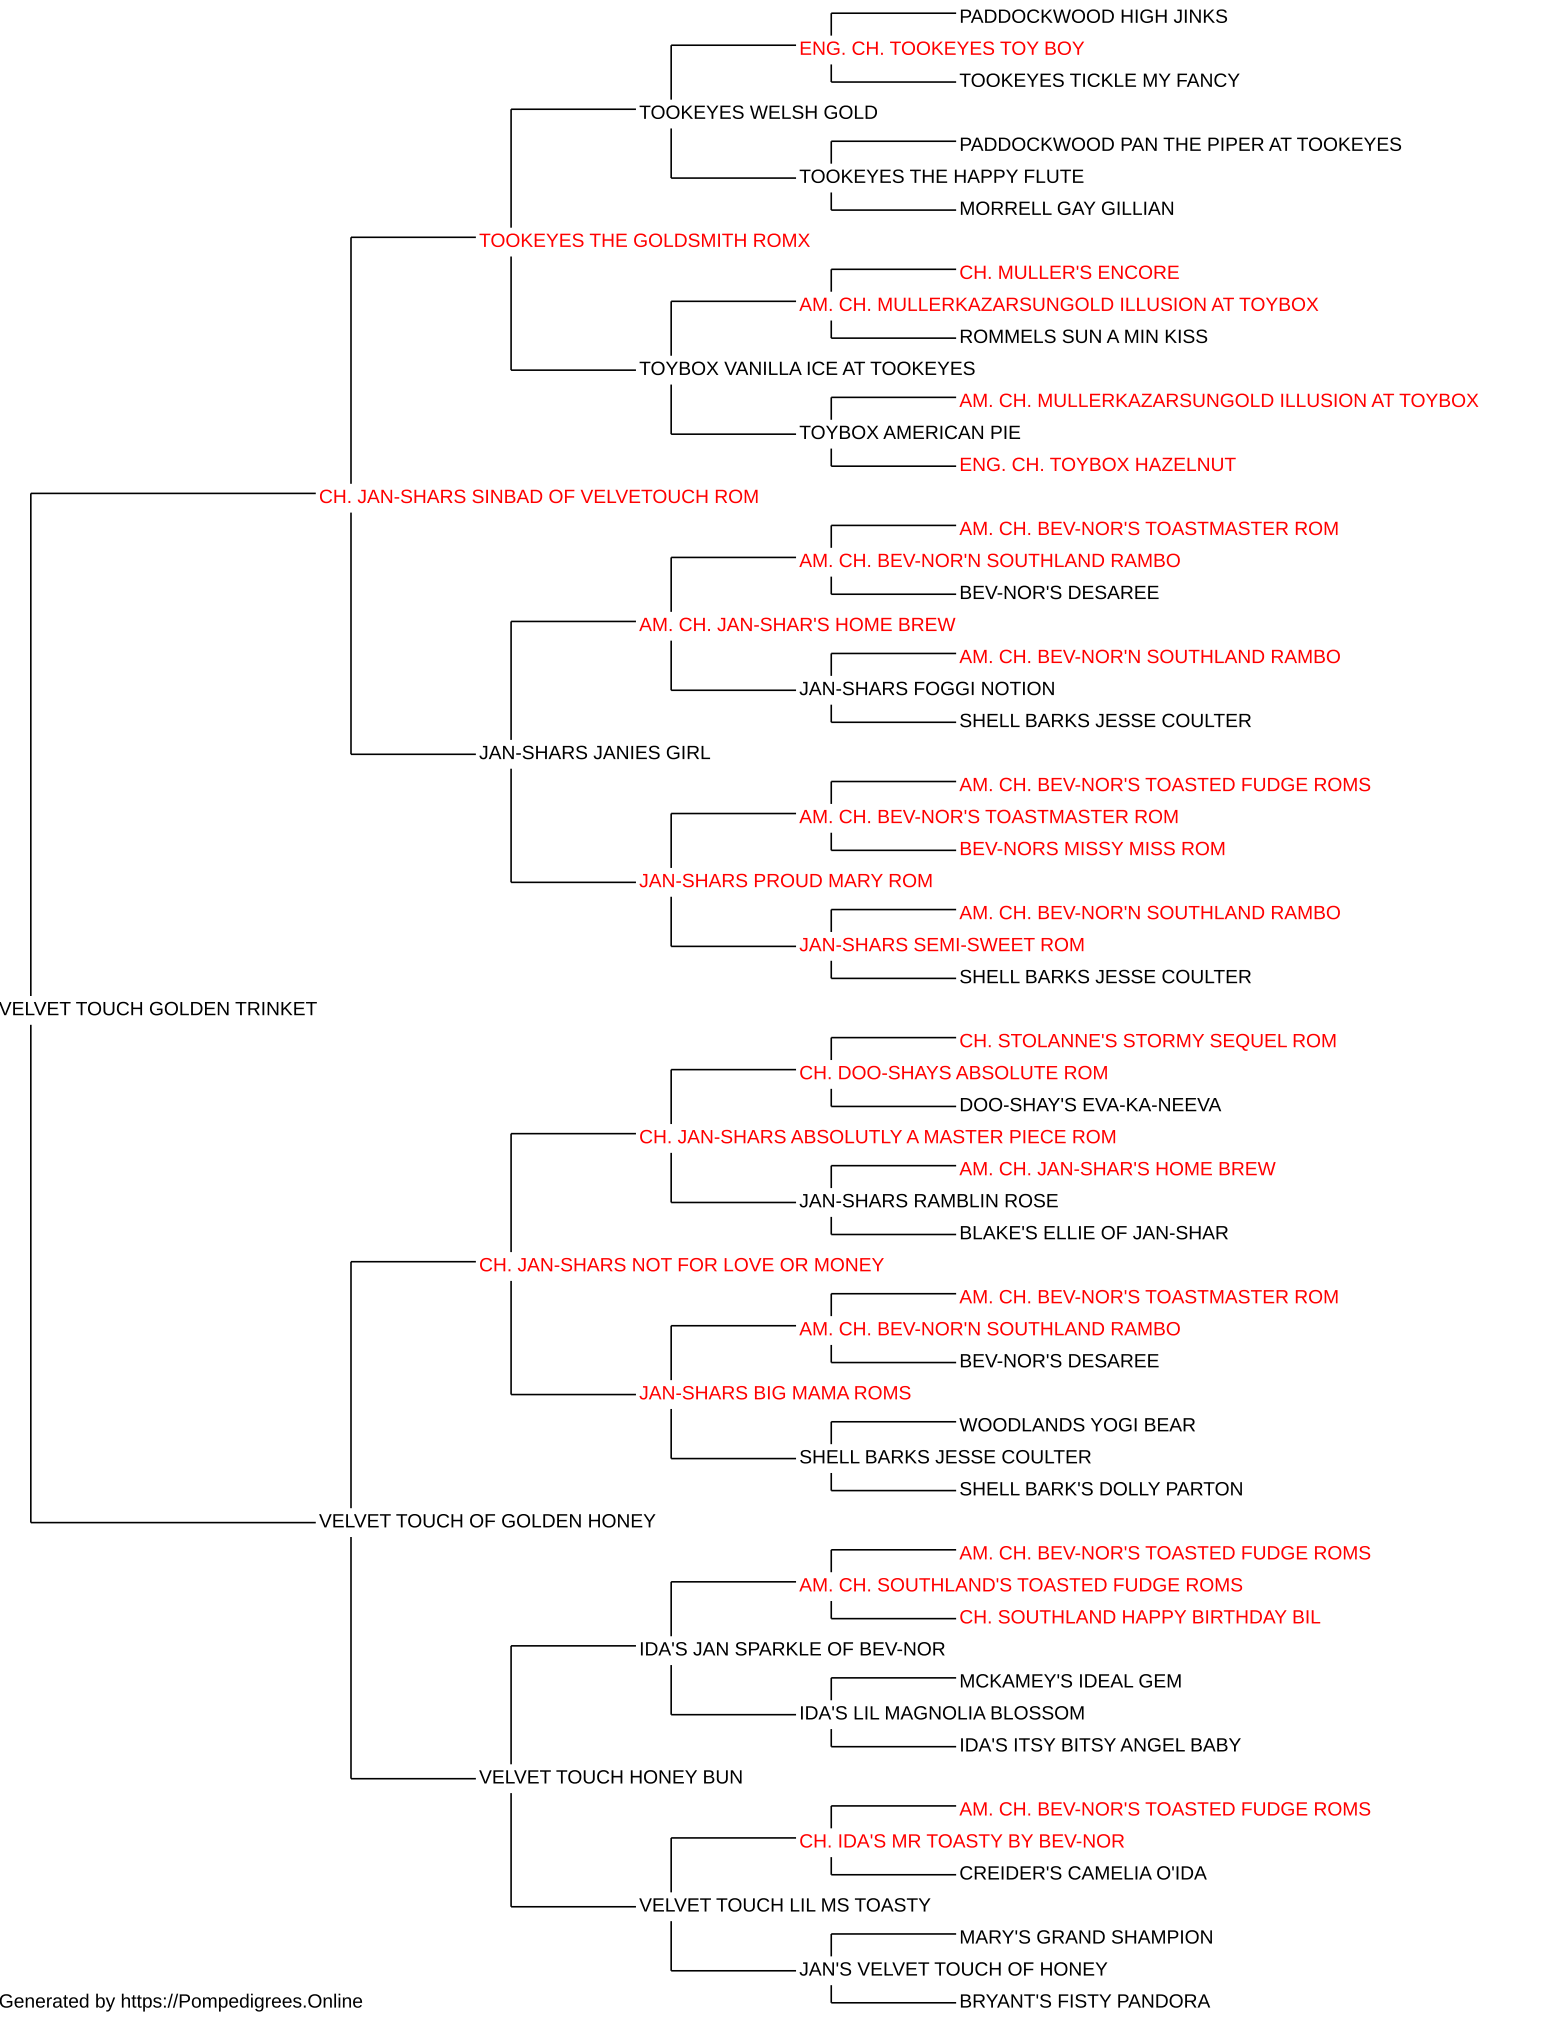 PADDOCKWOOD HIGH JINKS
ENG. CH. TOOKEYES TOY BOY
TOOKEYES TICKLE MY FANCY
TOOKEYES WELSH GOLD
PADDOCKWOOD PAN THE PIPER AT TOOKEYES
TOOKEYES THE HAPPY FLUTE
MORRELL GAY GILLIAN
TOOKEYES THE GOLDSMITH ROMX
CH. MULLER'S ENCORE
AM. CH. MULLERKAZARSUNGOLD ILLUSION AT TOYBOX
ROMMELS SUN A MIN KISS
TOYBOX VANILLA ICE AT TOOKEYES
AM. CH. MULLERKAZARSUNGOLD ILLUSION AT TOYBOX
TOYBOX AMERICAN PIE
ENG. CH. TOYBOX HAZELNUT
CH. JAN-SHARS SINBAD OF VELVETOUCH ROM
AM. CH. BEV-NOR'S TOASTMASTER ROM
AM. CH. BEV-NOR'N SOUTHLAND RAMBO
BEV-NOR'S DESAREE
AM. CH. JAN-SHAR'S HOME BREW
AM. CH. BEV-NOR'N SOUTHLAND RAMBO
JAN-SHARS FOGGI NOTION
SHELL BARKS JESSE COULTER
JAN-SHARS JANIES GIRL
AM. CH. BEV-NOR'S TOASTED FUDGE ROMS
AM. CH. BEV-NOR'S TOASTMASTER ROM
BEV-NORS MISSY MISS ROM
JAN-SHARS PROUD MARY ROM
AM. CH. BEV-NOR'N SOUTHLAND RAMBO
JAN-SHARS SEMI-SWEET ROM
SHELL BARKS JESSE COULTER
VELVET TOUCH GOLDEN TRINKET
CH. STOLANNE'S STORMY SEQUEL ROM
CH. DOO-SHAYS ABSOLUTE ROM
DOO-SHAY'S EVA-KA-NEEVA
CH. JAN-SHARS ABSOLUTLY A MASTER PIECE ROM
AM. CH. JAN-SHAR'S HOME BREW
JAN-SHARS RAMBLIN ROSE
BLAKE'S ELLIE OF JAN-SHAR
CH. JAN-SHARS NOT FOR LOVE OR MONEY
AM. CH. BEV-NOR'S TOASTMASTER ROM
AM. CH. BEV-NOR'N SOUTHLAND RAMBO
BEV-NOR'S DESAREE
JAN-SHARS BIG MAMA ROMS
WOODLANDS YOGI BEAR
SHELL BARKS JESSE COULTER
SHELL BARK'S DOLLY PARTON
VELVET TOUCH OF GOLDEN HONEY
AM. CH. BEV-NOR'S TOASTED FUDGE ROMS
AM. CH. SOUTHLAND'S TOASTED FUDGE ROMS
CH. SOUTHLAND HAPPY BIRTHDAY BIL
IDA'S JAN SPARKLE OF BEV-NOR
MCKAMEY'S IDEAL GEM
IDA'S LIL MAGNOLIA BLOSSOM
IDA'S ITSY BITSY ANGEL BABY
VELVET TOUCH HONEY BUN
AM. CH. BEV-NOR'S TOASTED FUDGE ROMS
CH. IDA'S MR TOASTY BY BEV-NOR
CREIDER'S CAMELIA O'IDA
VELVET TOUCH LIL MS TOASTY
MARY'S GRAND SHAMPION
JAN'S VELVET TOUCH OF HONEY
BRYANT'S FISTY PANDORA
Generated by https://Pompedigrees.Online